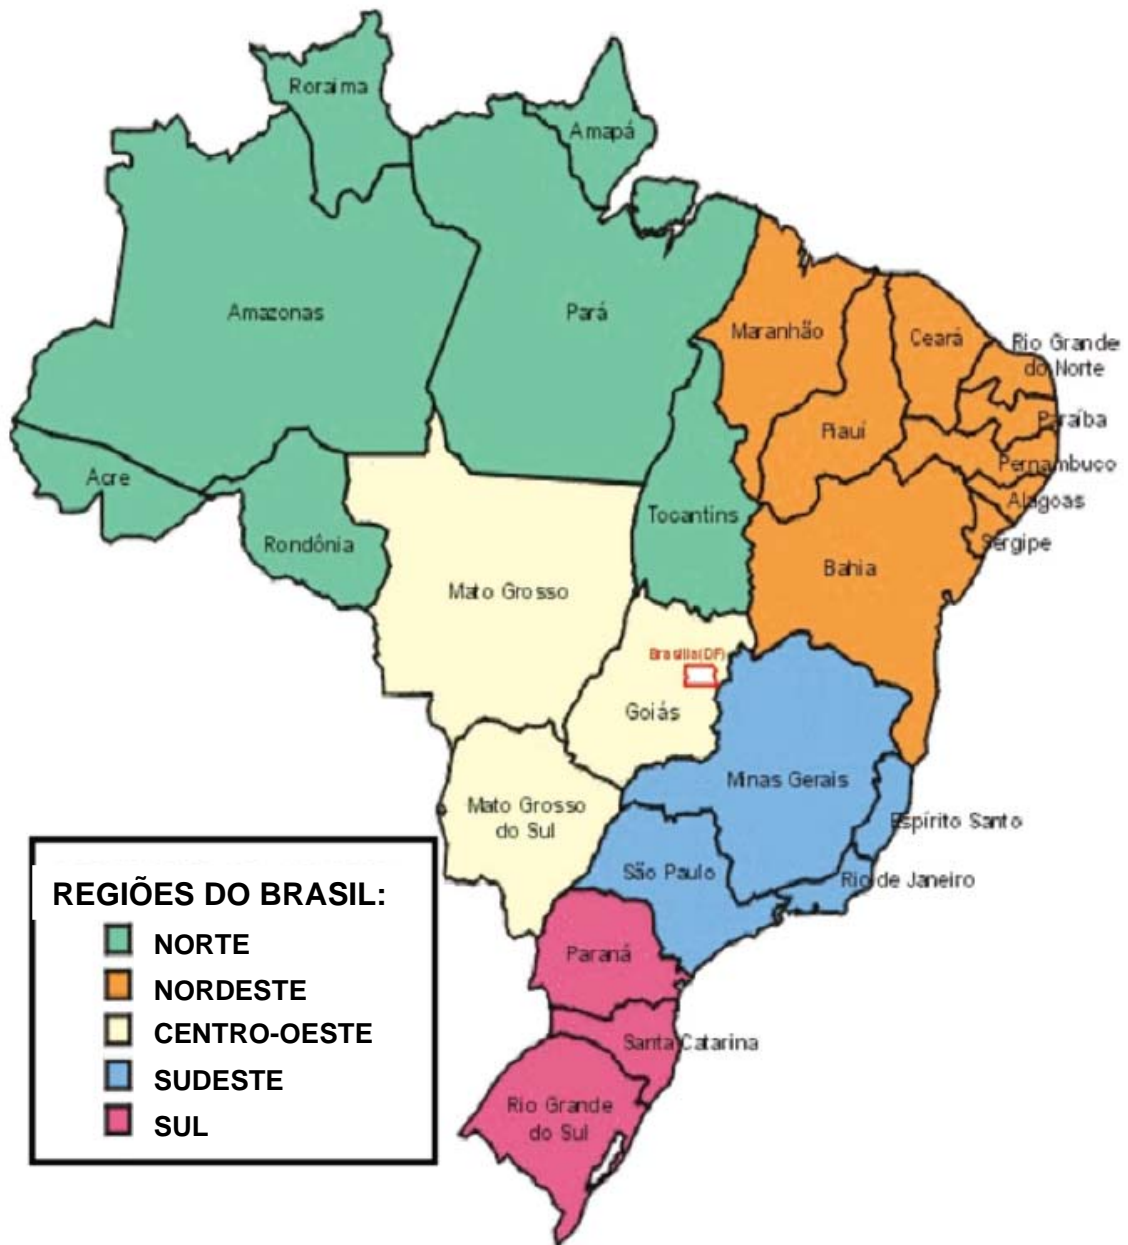 Roraima
Amapá
Amazonas
Pará
Maranhão
Ceará
Rio Grande
do Norte
Paraíba
Piauí
Pernambuco
Acre
Alagoas
Tocantins
Rondônia
Sergipe
Bahia
Mato Grosso
Brasília(DF)
Goiás
Minas Gerais
Mato Grosso
do Sul
Espírito Santo
São Paulo
Rio de Janeiro
Paraná
Santa Catarina
Rio Grande
do Sul
REGIÕES DO BRASIL:
NORTE
NORDESTE
CENTRO-OESTE
SUDESTE
SUL